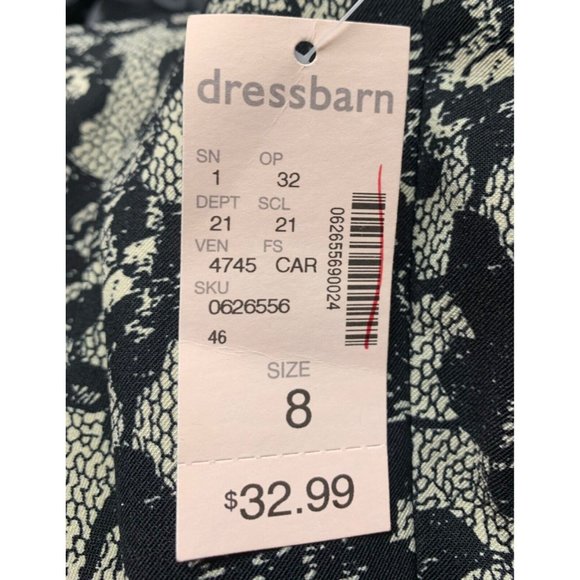 dressbarn
SN OP
1 32
DEPT SCL
21 21
VEN FS
4745 CAR
SKU
0626556
46
062655690024
SIZE
8
$32.99